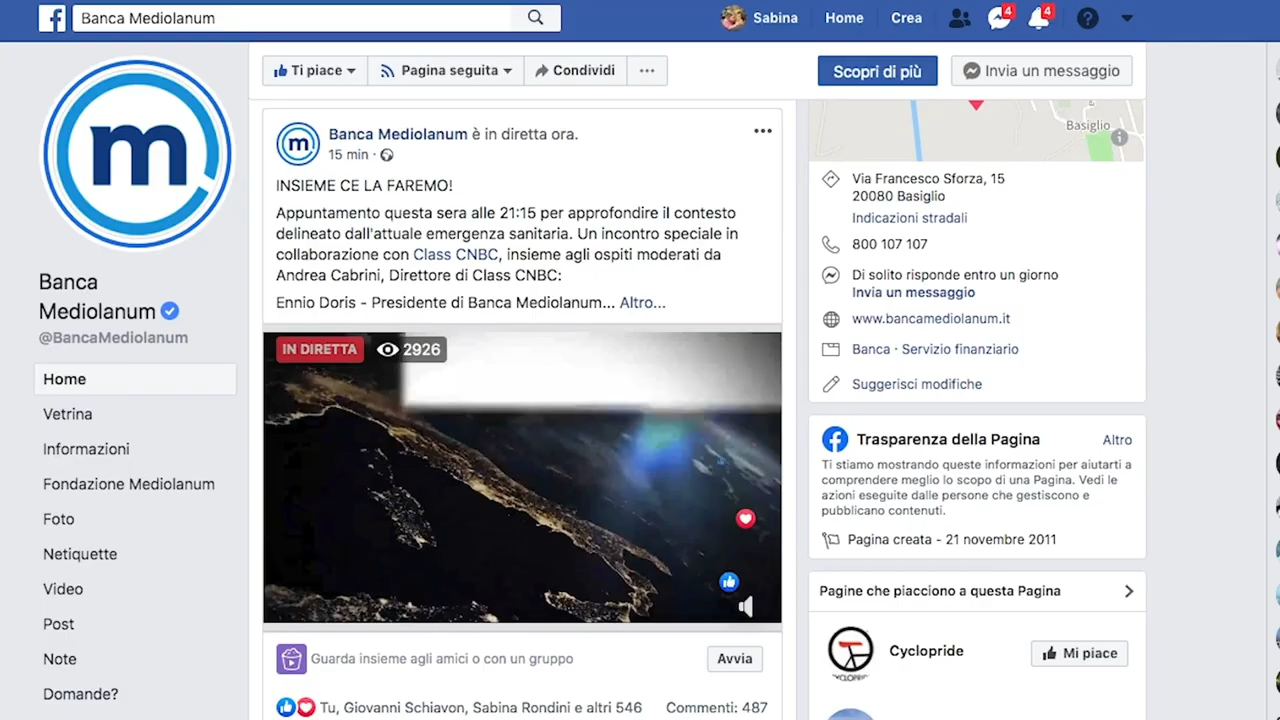 Banca Mediolanum
Sabina
Home
Crea
4
4
Ti piace
Pagina seguita
Condividi
Scopri di più
Invia un messaggio
m
Banca
Mediolanum
@BancaMediolanum
Home
Vetrina
Informazioni
Fondazione Mediolanum
Foto
Netiquette
Video
Post
Note
Domande?
m
Banca Mediolanum è in diretta ora.
15 min ·
INSIEME CE LA FAREMO!
Appuntamento questa sera alle 21:15 per approfondire il contesto
delineato dall'attuale emergenza sanitaria. Un incontro speciale in
collaborazione con Class CNBC, insieme agli ospiti moderati da
Andrea Cabrini, Direttore di Class CNBC:
Ennio Doris - Presidente di Banca Mediolanum... Altro...
IN DIRETTA
2926
Guarda insieme agli amici o con un gruppo
Avvia
Tu, Giovanni Schiavon, Sabina Rondini e altri 546
Commenti: 487
Basiglio
Via Francesco Sforza, 15
20080 Basiglio
Indicazioni stradali
800 107 107
Di solito risponde entro un giorno
Invia un messaggio
www.bancamediolanum.it
Banca · Servizio finanziario
Suggerisci modifiche
Trasparenza della Pagina
Altro
Ti stiamo mostrando queste informazioni per aiutarti a
comprendere meglio lo scopo di una Pagina. Vedi le
azioni eseguite dalle persone che gestiscono e
pubblicano contenuti.
Pagina creata - 21 novembre 2011
Pagine che piacciono a questa Pagina
Cyclopride
Mi piace